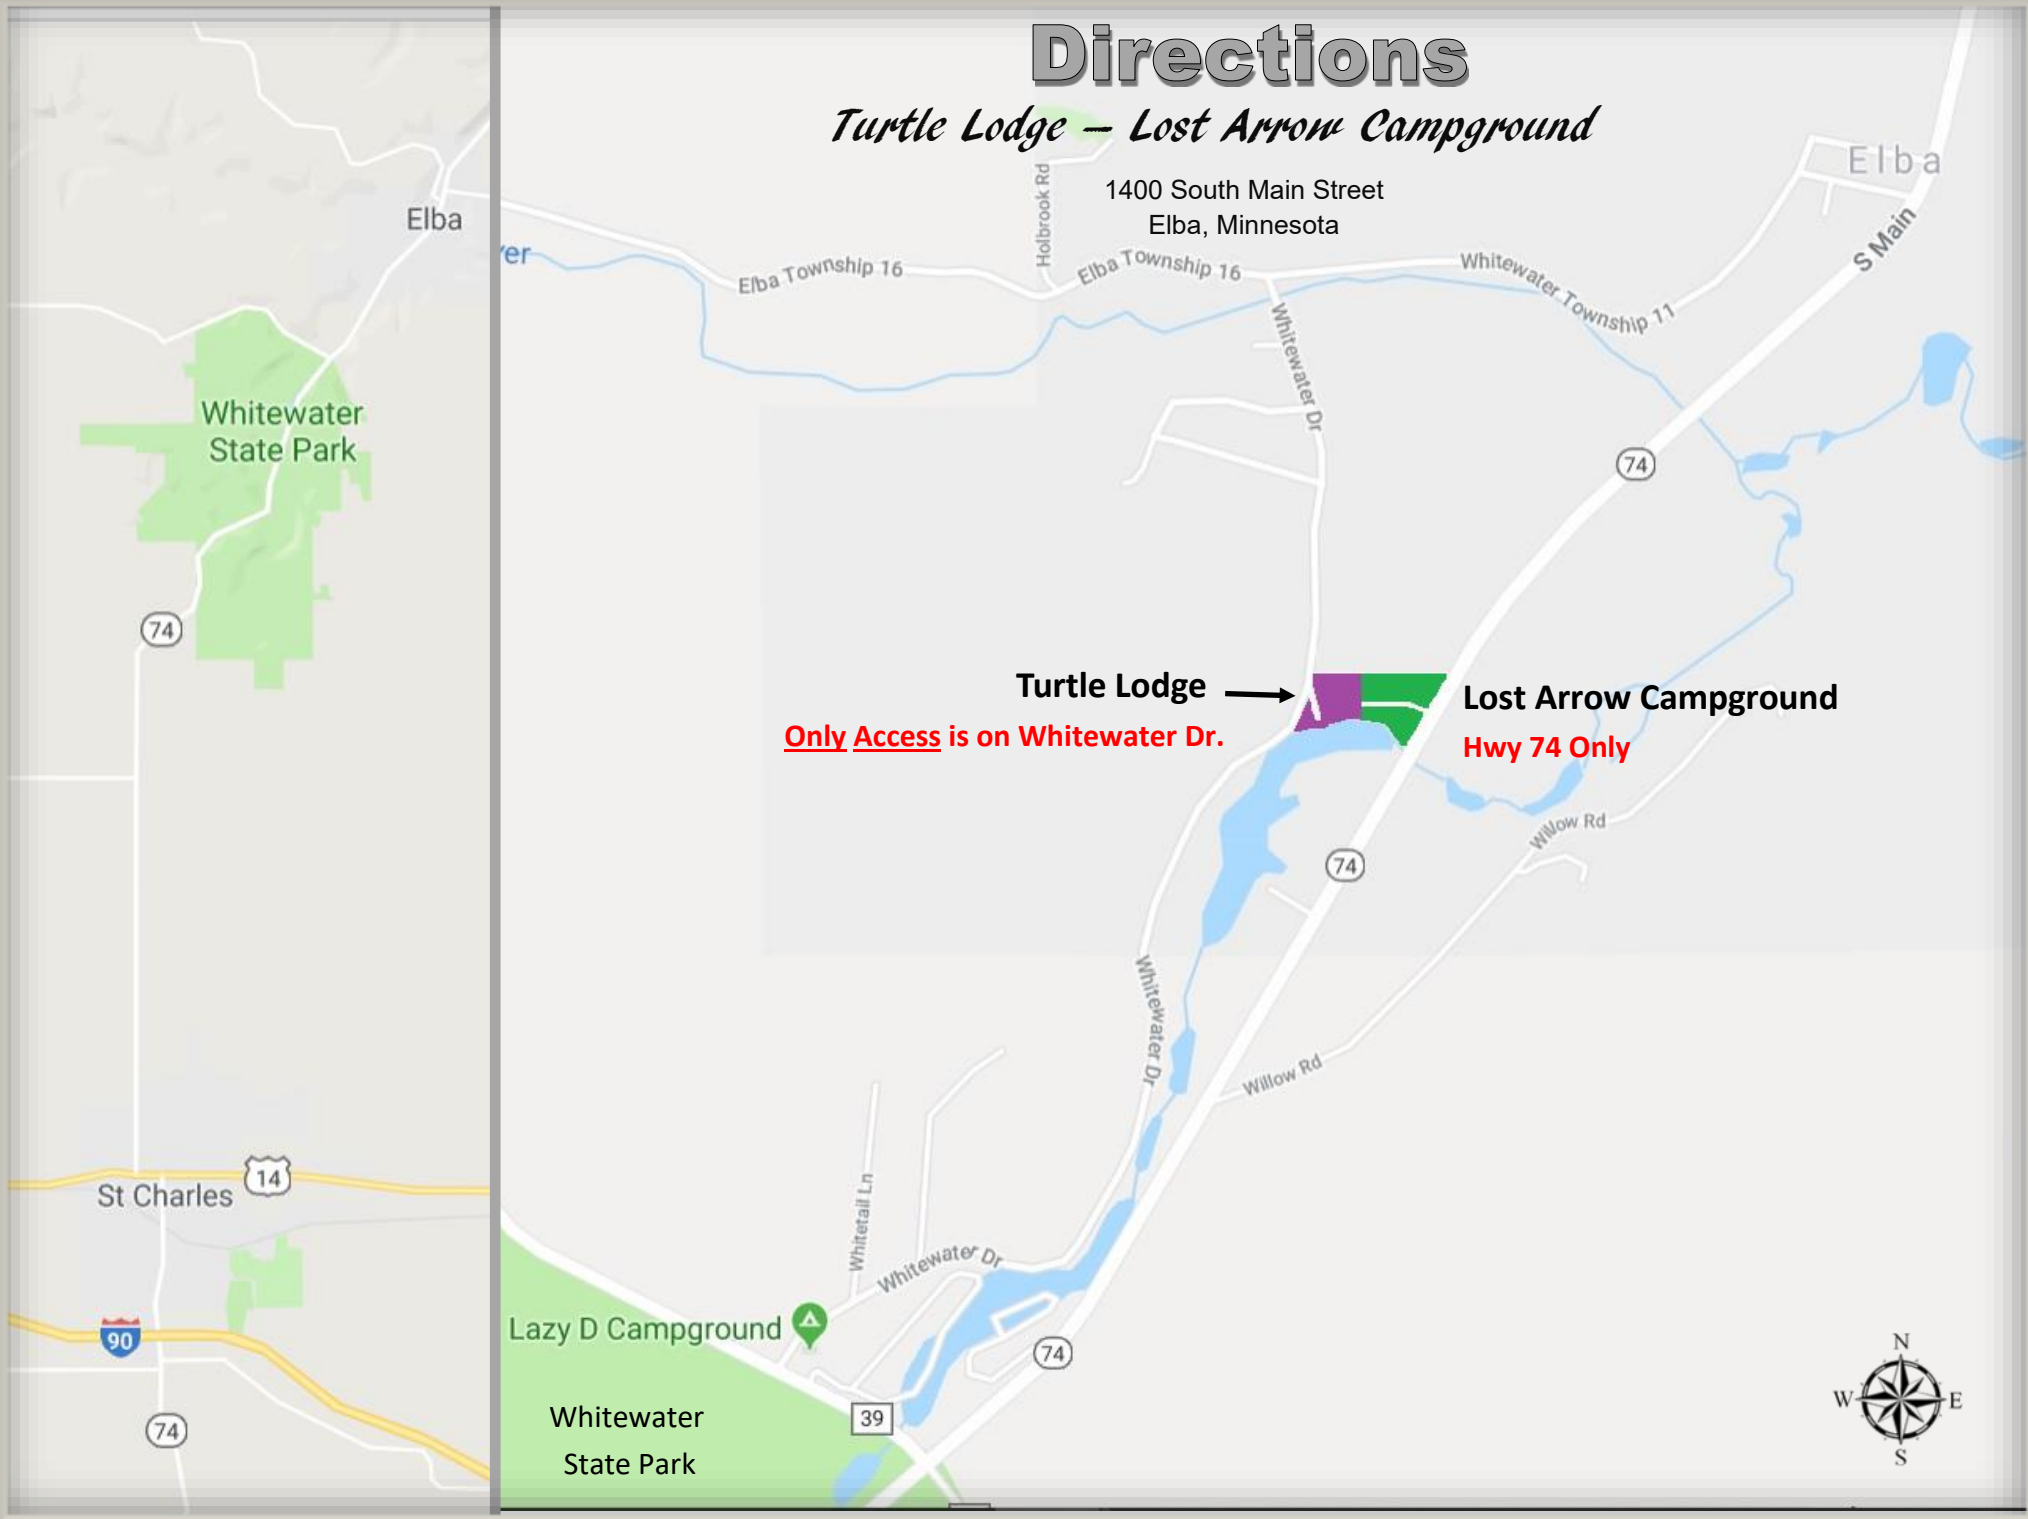 Directions
Turtle Lodge – Lost Arrow Campground
1400 South Main Street
Elba, Minnesota
Elba
Whitewater
State Park
74
14
St Charles
90
74
er
Holbrook Rd
Elba Township 16
Elba Township 16
Whitewater Township 11
Elba
S Main
Whitewater Dr
74
Turtle Lodge
Only Access is on Whitewater Dr.
Lost Arrow Campground
Hwy 74 Only
Willow Rd
74
Whitewater Dr
Willow Rd
Whitetail Ln
Whitewater Dr
Lazy D Campground
74
39
Whitewater
State Park
N
W
E
S